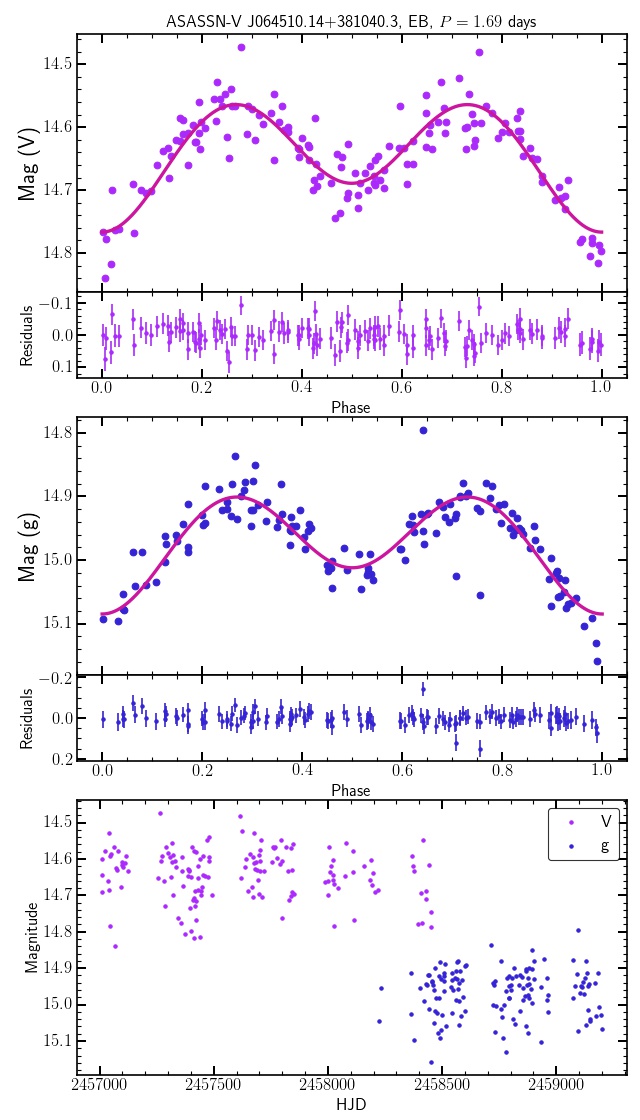 ASASSN-V J064510.14+381040.3, EB, P = 1.69 days
14.5
14.6
14.7
14.8
Mag (V)
−0.1
0.0
0.1
Residuals
0.0 0.2 0.4 0.6 0.8 1.0
Phase
14.8
14.9
15.0
15.1
Mag (g)
−0.2
0.0
0.2
Residuals
0.0 0.2 0.4 0.6 0.8 1.0
Phase
V
g
14.5
14.6
14.7
14.8
14.9
15.0
15.1
Magnitude
2457000 2457500 2458000 2458500 2459000
HJD